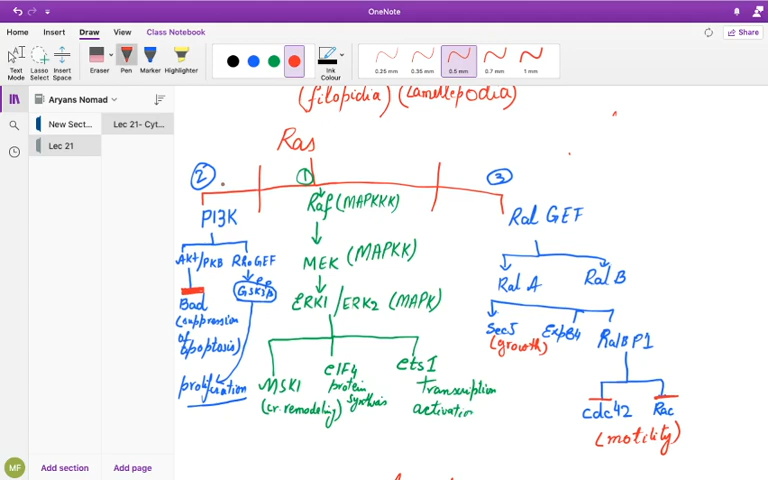 OneNote
Home Insert Draw View Class Notebook
Share
Text Mode
Lasso Select
Insert Space
Eraser
Pen
Marker
Highlighter
Ink Colour
0.25 mm
0.35 mm
0.5 mm
0.7 mm
1 mm
Aryans Nomad
New Sect...
Lec 21- Cyt...
Lec 21
(filopidia) (Lamellepodia)
Ras
② ① ③
PI3K
Raf (MAPKKK)
Ral GEF
Akt/PKB RhoGEF
MEK (MAPKK)
Ral A Ral B
GSK3β
Bad
(suppression
of
apoptosis)
proliferation
ERK1/ERK2 (MAPK)
Sec5
(growth)
Exp84
RalBP1
MSK1
(cr. remodeling)
eIF4
protein
synthesis
ets I
transcription
activation
cdc42 Rac
(motility)
MF
Add section Add page